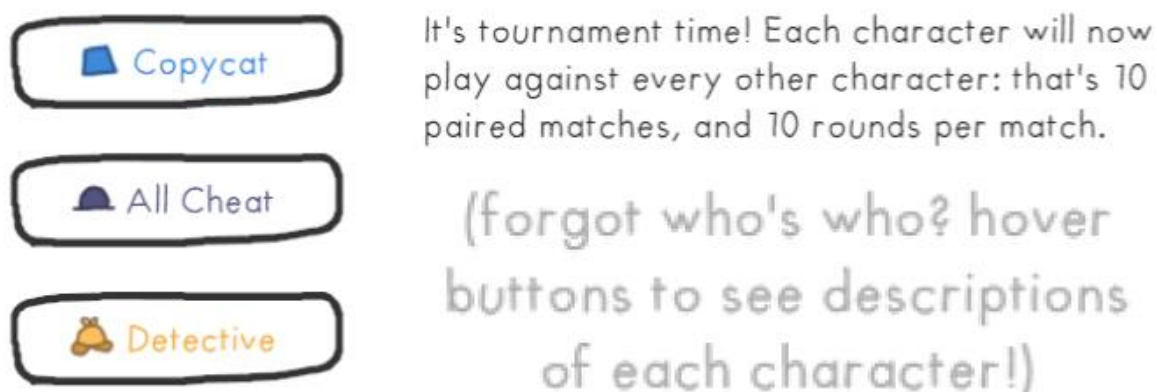 Copycat
All Cheat
Detective
It's tournament time! Each character will now
play against every other character: that's 10
paired matches, and 10 rounds per match.
(forgot who's who? hover
buttons to see descriptions
of each character!)